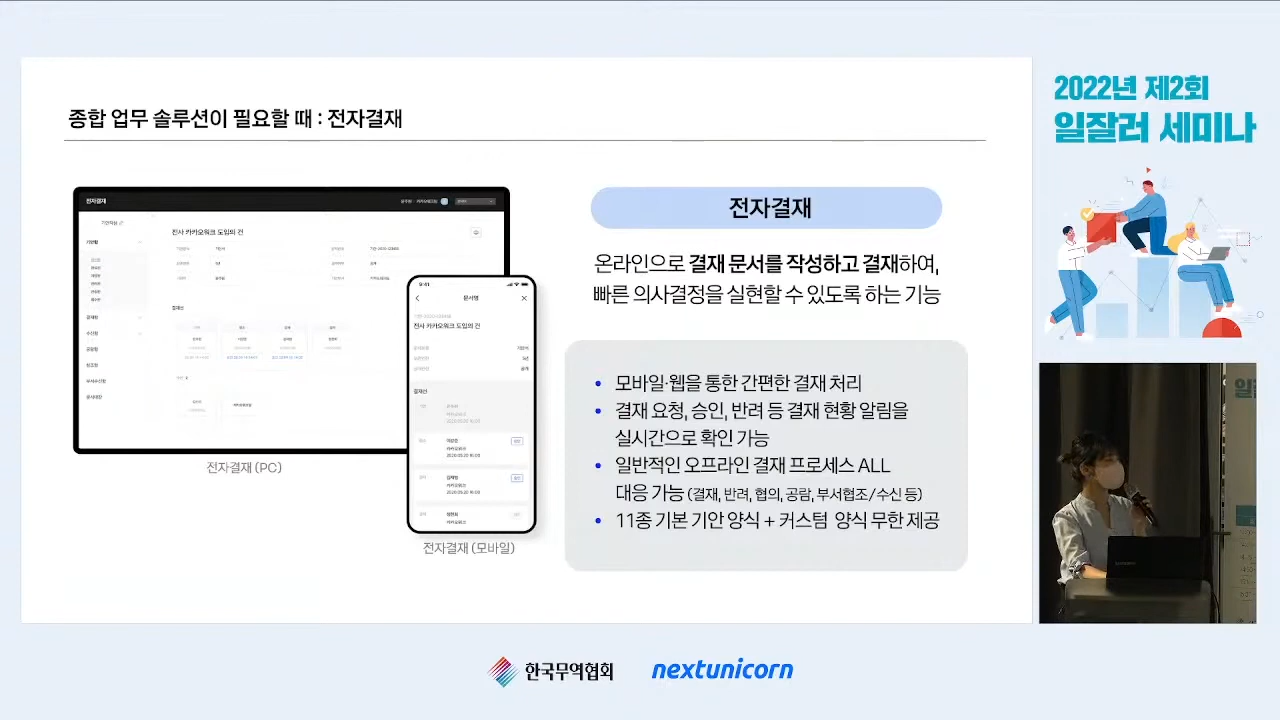 종합 업무 솔루션이 필요할 때 : 전자결재
2022년 제2회
일잘러 세미나
전자결재
전사 카카오워크 도입의 건
결재선
전자결재 (PC)
9:41
문서명
전사 카카오워크 도입의 건
결재선
전자결재 (모바일)
전자결재
온라인으로 결재 문서를 작성하고 결재하여,
빠른 의사결정을 실현할 수 있도록 하는 기능
• 모바일·웹을 통한 간편한 결재 처리
• 결재 요청, 승인, 반려 등 결재 현황 알림을
실시간으로 확인 가능
• 일반적인 오프라인 결재 프로세스 ALL
대응 가능 (결재, 반려, 협의, 공람, 부서협조/수신 등)
• 11종 기본 기안 양식 + 커스텀 양식 무한 제공
한국무역협회
nextunicorn